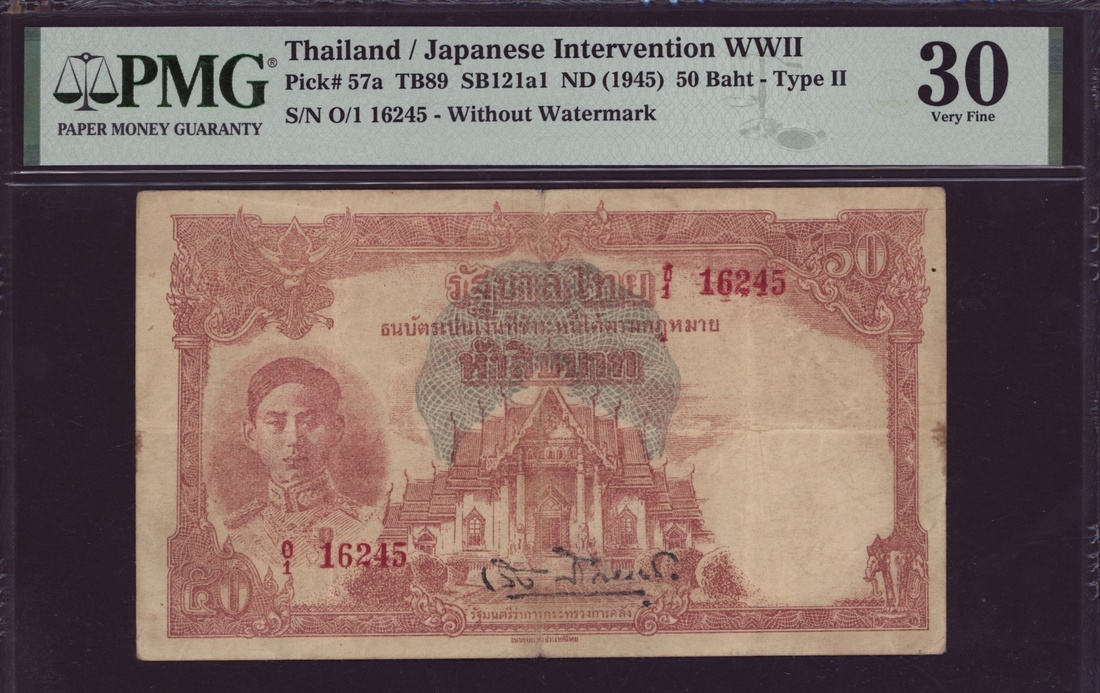 PMG®
PAPER MONEY GUARANTY
Thailand / Japanese Intervention WWII
Pick# 57a TB89 SB121a1 ND (1945) 50 Baht - Type II
S/N O/1 16245 - Without Watermark
30
Very Fine
50
รัฐบาลไทย
O/1 16245
ธนบัตรเป็นเงินที่ชำระหนี้ได้ตามกฎหมาย
ห้าสิบบาท
O/1 16245
๕๐
รัฐมนตรีว่าการกระทรวงการคลัง